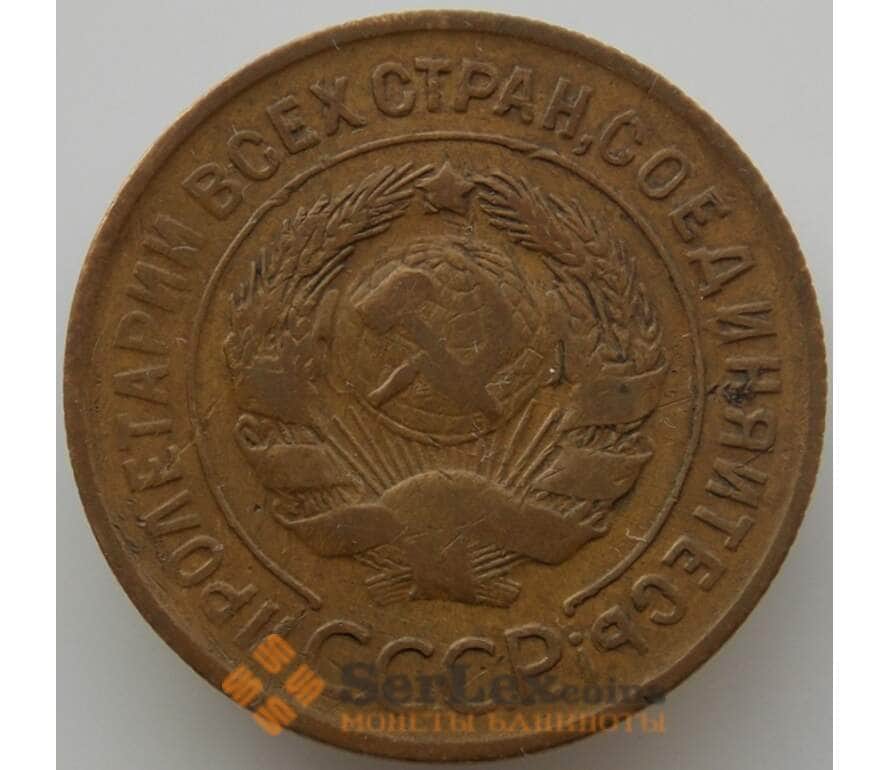 ПРОЛЕТАРИИ ВСЕХ СТРАН, СОЕДИНЯЙТЕСЬ:
СССР
SerLex coins
МОНЕТЫ БАНКНОТЫ